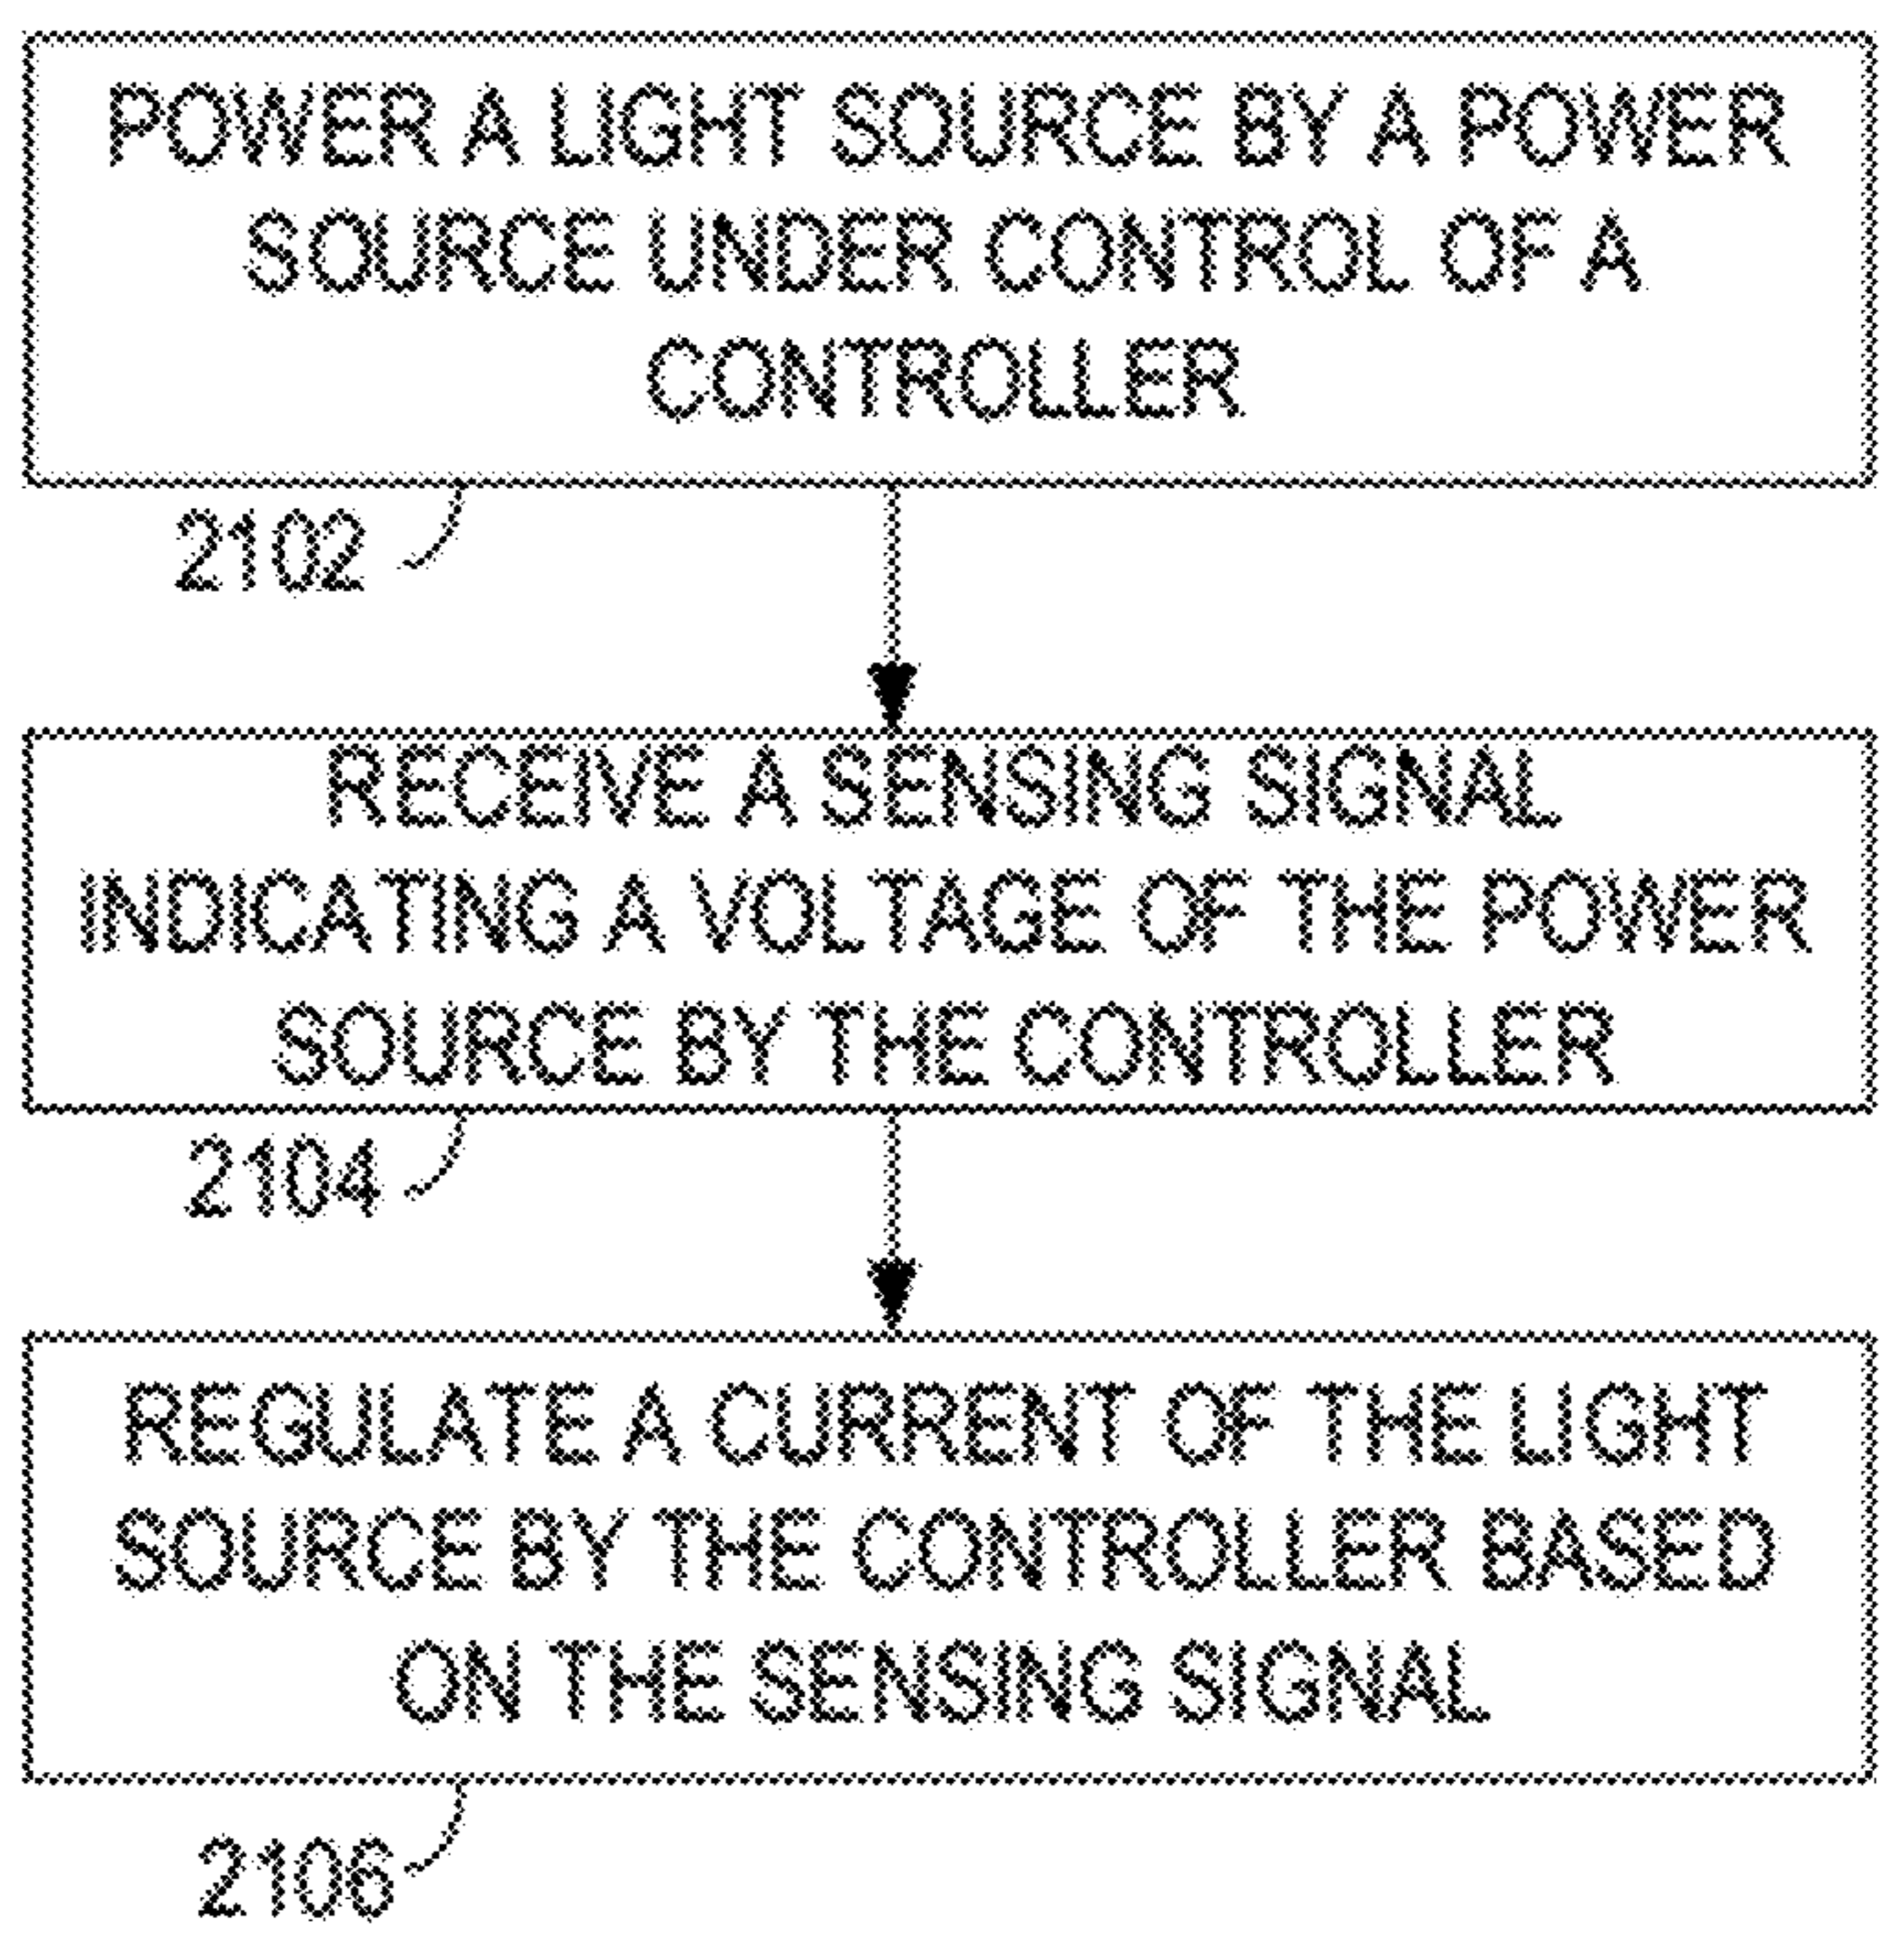 POWER A LIGHT SOURCE BY A POWER
SOURCE UNDER CONTROL OF A
CONTROLLER
2102
RECEIVE A SENSING SIGNAL
INDICATING A VOLTAGE OF THE POWER
SOURCE BY THE CONTROLLER
2104
REGULATE A CURRENT OF THE LIGHT
SOURCE BY THE CONTROLLER BASED
ON THE SENSING SIGNAL
2106